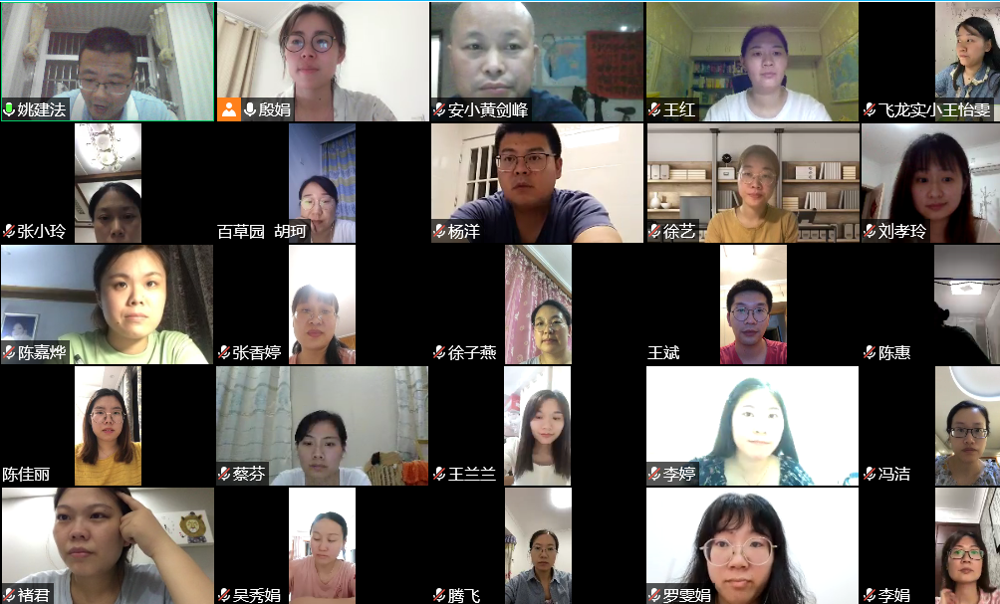 姚建法
殷娟
安小黄剑峰
王红
飞龙实小王怡雯
张小玲
百草园 胡珂
杨洋
徐艺
刘孝玲
陈嘉烨
张香婷
徐子燕
王斌
陈惠
陈佳丽
蔡芬
王兰兰
李婷
冯洁
褚君
吴秀娟
腾飞
罗雯娟
李娟